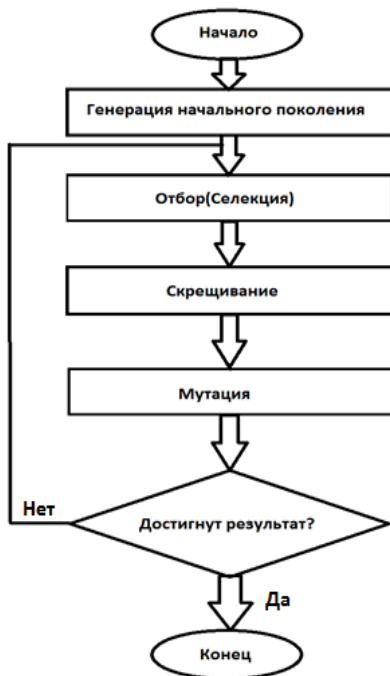 Начало
Генерация начального поколения
Отбор(Селекция)
Скрещивание
Мутация
Достигнут результат?
Нет
Да
Конец